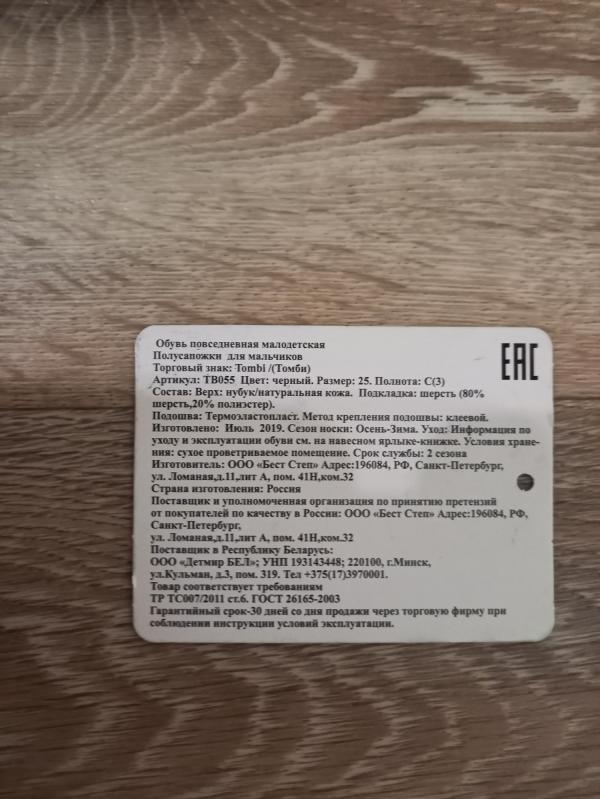 Обувь повседневная малодетская
Полусапожки для мальчиков
Торговый знак: Tombi /(Томби)
Артикул: TB055 Цвет: черный. Размер: 25. Полнота: С(3)
Состав: Верх: нубук/натуральная кожа. Подкладка: шерсть (80%
шерсть,20% полиэстер).
Подошва: Термоэластопласт. Метод крепления подошвы: клеевой.
Изготовлено: Июль 2019. Сезон носки: Осень-Зима. Уход: Информация по
уходу и эксплуатации обуви см. на навесном ярлыке-книжке. Условия хране-
ния: сухое проветриваемое помещение. Срок службы: 2 сезона
Изготовитель: ООО «Бест Степ» Адрес:196084, РФ, Санкт-Петербург,
ул. Ломаная,д.11,лит А, пом. 41Н,ком.32
Страна изготовления: Россия
Поставщик и уполномоченная организация по принятию претензий
от покупателей по качеству в России: ООО «Бест Степ» Адрес:196084, РФ,
Санкт-Петербург,
ул. Ломаная,д.11,лит А, пом. 41Н,ком.32
Поставщик в Республику Беларусь:
ООО «Детмир БЕЛ»; УНП 193143448; 220100, г.Минск,
ул.Кульман, д.3, пом. 319. Тел +375(17)3970001.
Товар соответствует требованиям
ТР ТС007/2011 ст.6. ГОСТ 26165-2003
Гарантийный срок-30 дней со дня продажи через торговую фирму при
соблюдении инструкции условий эксплуатации.
EAC